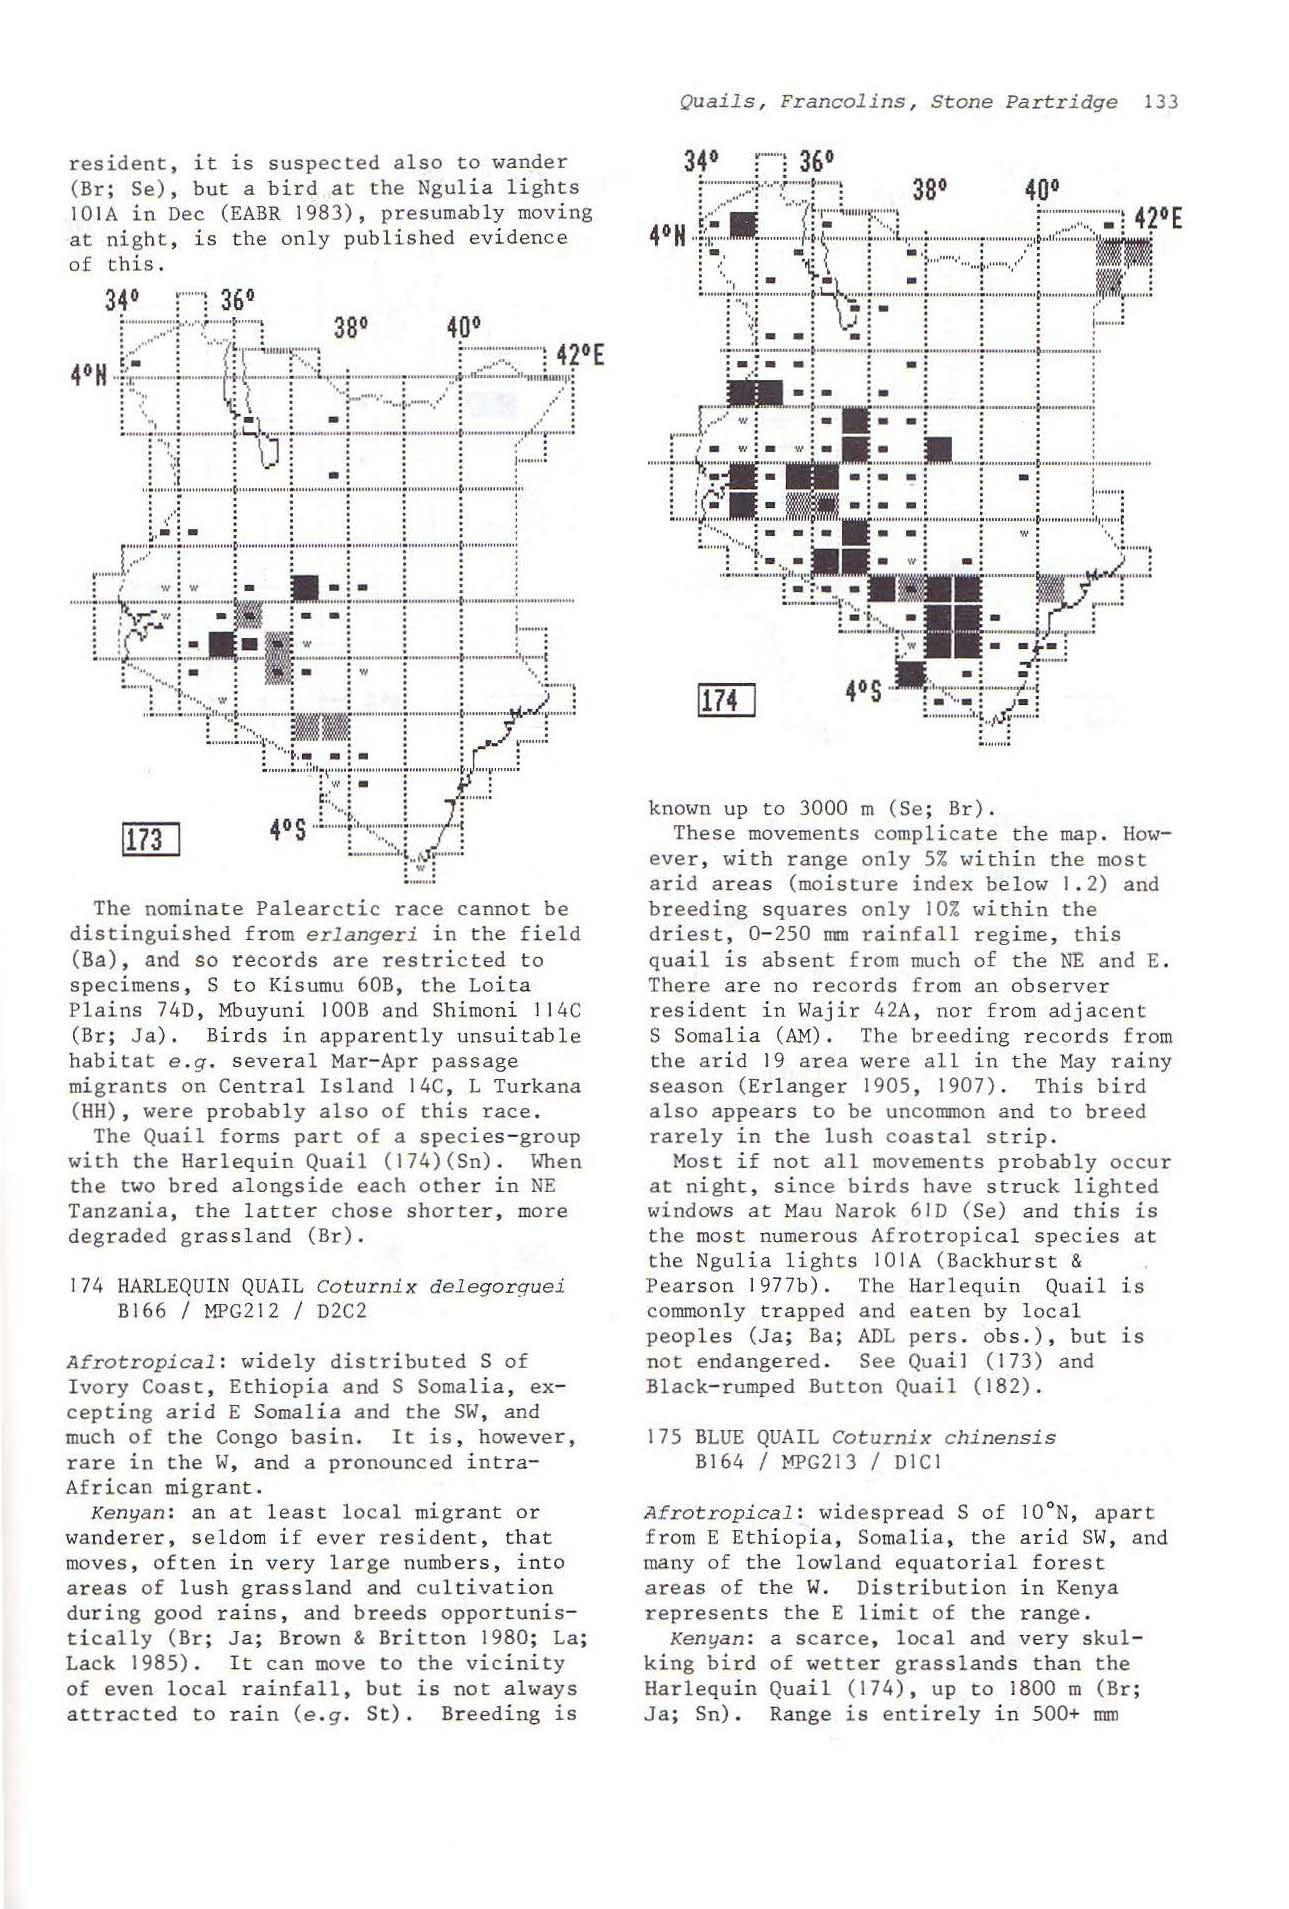 Quails, Francolins, Stone Partridge 133
resident, it is suspected also to wander
(Br; Se), but a bird at the Ngulia lights
101A in Dec (EABR 1983), presumably moving
at night, is the only published evidence
of this.
34° 36°
38° 40°
42°E
4°N
173
4°S
The nominate Palearctic race cannot be
distinguished from erlangeri in the field
(Ba), and so records are restricted to
specimens, S to Kisumu 60B, the Loita
Plains 74D, Mbuyuni 100B and Shimoni 114C
(Br; Ja). Birds in apparently unsuitable
habitat e.g. several Mar-Apr passage
migrants on Central Island 14C, L Turkana
(HH), were probably also of this race.
The Quail forms part of a species-group
with the Harlequin Quail (174)(Sn). When
the two bred alongside each other in NE
Tanzania, the latter chose shorter, more
degraded grassland (Br).
174 HARLEQUIN QUAIL Coturnix delegorguei
B166 / MPG212 / D2C2
Afrotropical: widely distributed S of
Ivory Coast, Ethiopia and S Somalia, ex-
cepting arid E Somalia and the SW, and
much of the Congo basin. It is, however,
rare in the W, and a pronounced intra-
African migrant.
Kenyan: an at least local migrant or
wanderer, seldom if ever resident, that
moves, often in very large numbers, into
areas of lush grassland and cultivation
during good rains, and breeds opportunis-
tically (Br; Ja; Brown & Britton 1980; La;
Lack 1985). It can move to the vicinity
of even local rainfall, but is not always
attracted to rain (e.g. St). Breeding is
34° 36°
38° 40°
42°E
4°N
174
4°S
known up to 3000 m (Se; Br).
These movements complicate the map. How-
ever, with range only 5% within the most
arid areas (moisture index below 1.2) and
breeding squares only 10% within the
driest, 0-250 mm rainfall regime, this
quail is absent from much of the NE and E.
There are no records from an observer
resident in Wajir 42A, nor from adjacent
S Somalia (AM). The breeding records from
the arid 19 area were all in the May rainy
season (Erlanger 1905, 1907). This bird
also appears to be uncommon and to breed
rarely in the lush coastal strip.
Most if not all movements probably occur
at night, since birds have struck lighted
windows at Mau Narok 61D (Se) and this is
the most numerous Afrotropical species at
the Ngulia lights 101A (Backhurst &
Pearson 1977b). The Harlequin Quail is
commonly trapped and eaten by local
peoples (Ja; Ba; ADL pers. obs.), but is
not endangered. See Quail (173) and
Black-rumped Button Quail (182).
175 BLUE QUAIL Coturnix chinensis
B164 / MPG213 / D1C1
Afrotropical: widespread S of 10°N, apart
from E Ethiopia, Somalia, the arid SW, and
many of the lowland equatorial forest
areas of the W. Distribution in Kenya
represents the E limit of the range.
Kenyan: a scarce, local and very skul-
king bird of wetter grasslands than the
Harlequin Quail (174), up to 1800 m (Br;
Ja; Sn). Range is entirely in 500+ mm